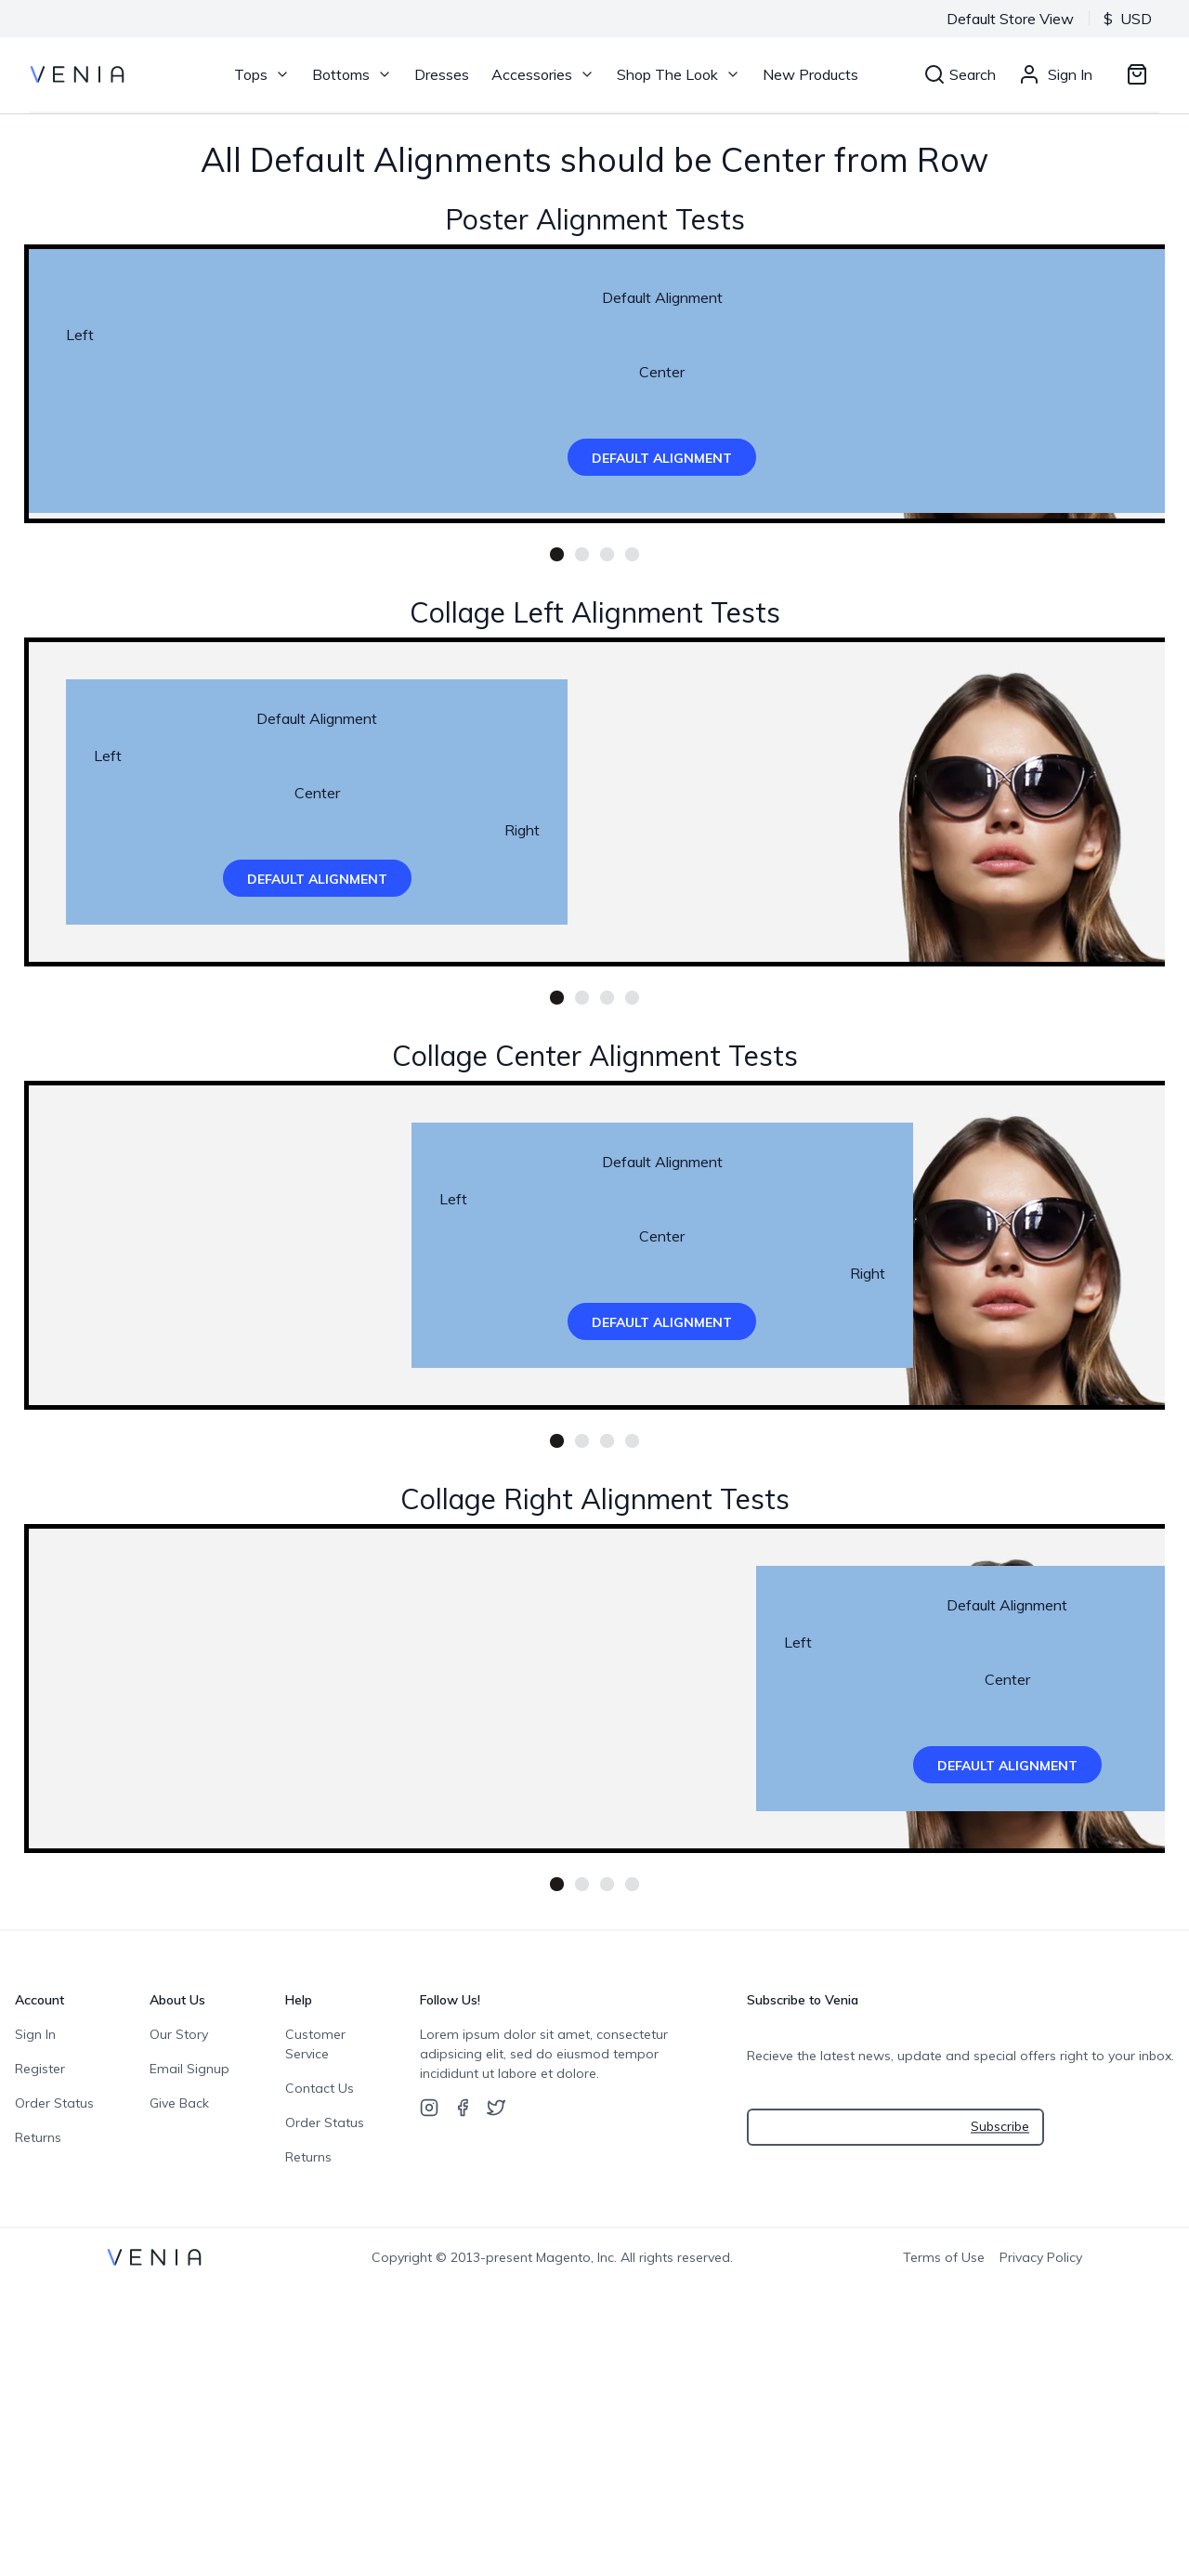 Default Store View $ USD
VENIA Tops Bottoms Dresses Accessories Shop The Look New Products Search Sign In
All Default Alignments should be Center from Row
Poster Alignment Tests
Default Alignment
Left
Center
DEFAULT ALIGNMENT
Collage Left Alignment Tests
Default Alignment
Left
Center
Right
DEFAULT ALIGNMENT
Collage Center Alignment Tests
Default Alignment
Left
Center
Right
DEFAULT ALIGNMENT
Collage Right Alignment Tests
Default Alignment
Left
Center
DEFAULT ALIGNMENT
Account
Sign In
Register
Order Status
Returns
About Us
Our Story
Email Signup
Give Back
Help
Customer
Service
Contact Us
Order Status
Returns
Follow Us!
Lorem ipsum dolor sit amet, consectetur
adipsicing elit, sed do eiusmod tempor
incididunt ut labore et dolore.
Subscribe to Venia
Recieve the latest news, update and special offers right to your inbox.
Subscribe
VENIA Copyright © 2013-present Magento, Inc. All rights reserved. Terms of Use Privacy Policy